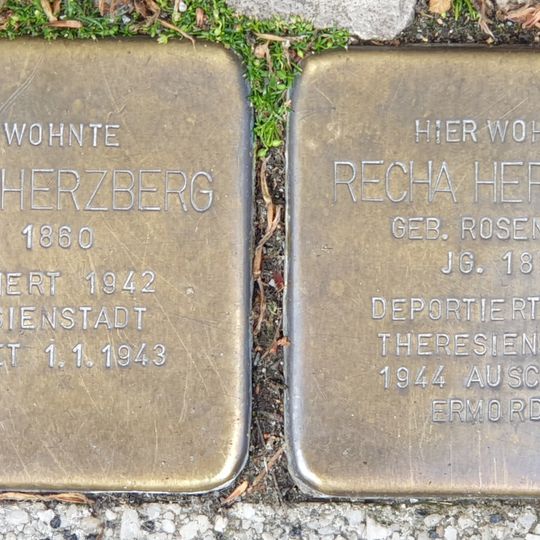 WOHNTE
HERZBERG
1860
IERT 1942
SIENSTADT
ET 1.1.1943
HIER WOH
RECHA HER
GEB. ROSEN
JG. 18
DEPORTIERT
THERESIEN
1944 AUSC
ERMORD